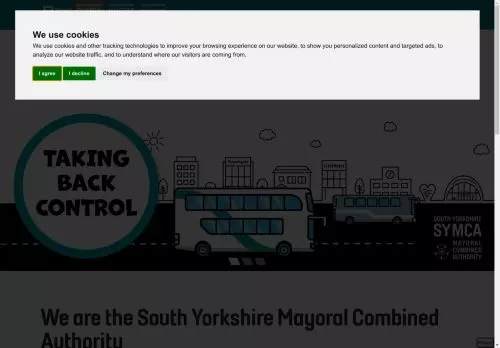 We use cookies
We use cookies and other tracking technologies to improve your browsing experience on our website, to show you personalized content and targeted ads, to
analyze our website traffic, and to understand where our visitors are coming from.
I agree
I decline
Change my preferences
TAKING
BACK
CONTROL
SOUTH YORKSHIRE
SYMCA
MAYORAL
COMBINED
AUTHORITY
We are the South Yorkshire Mayoral Combined
Authority